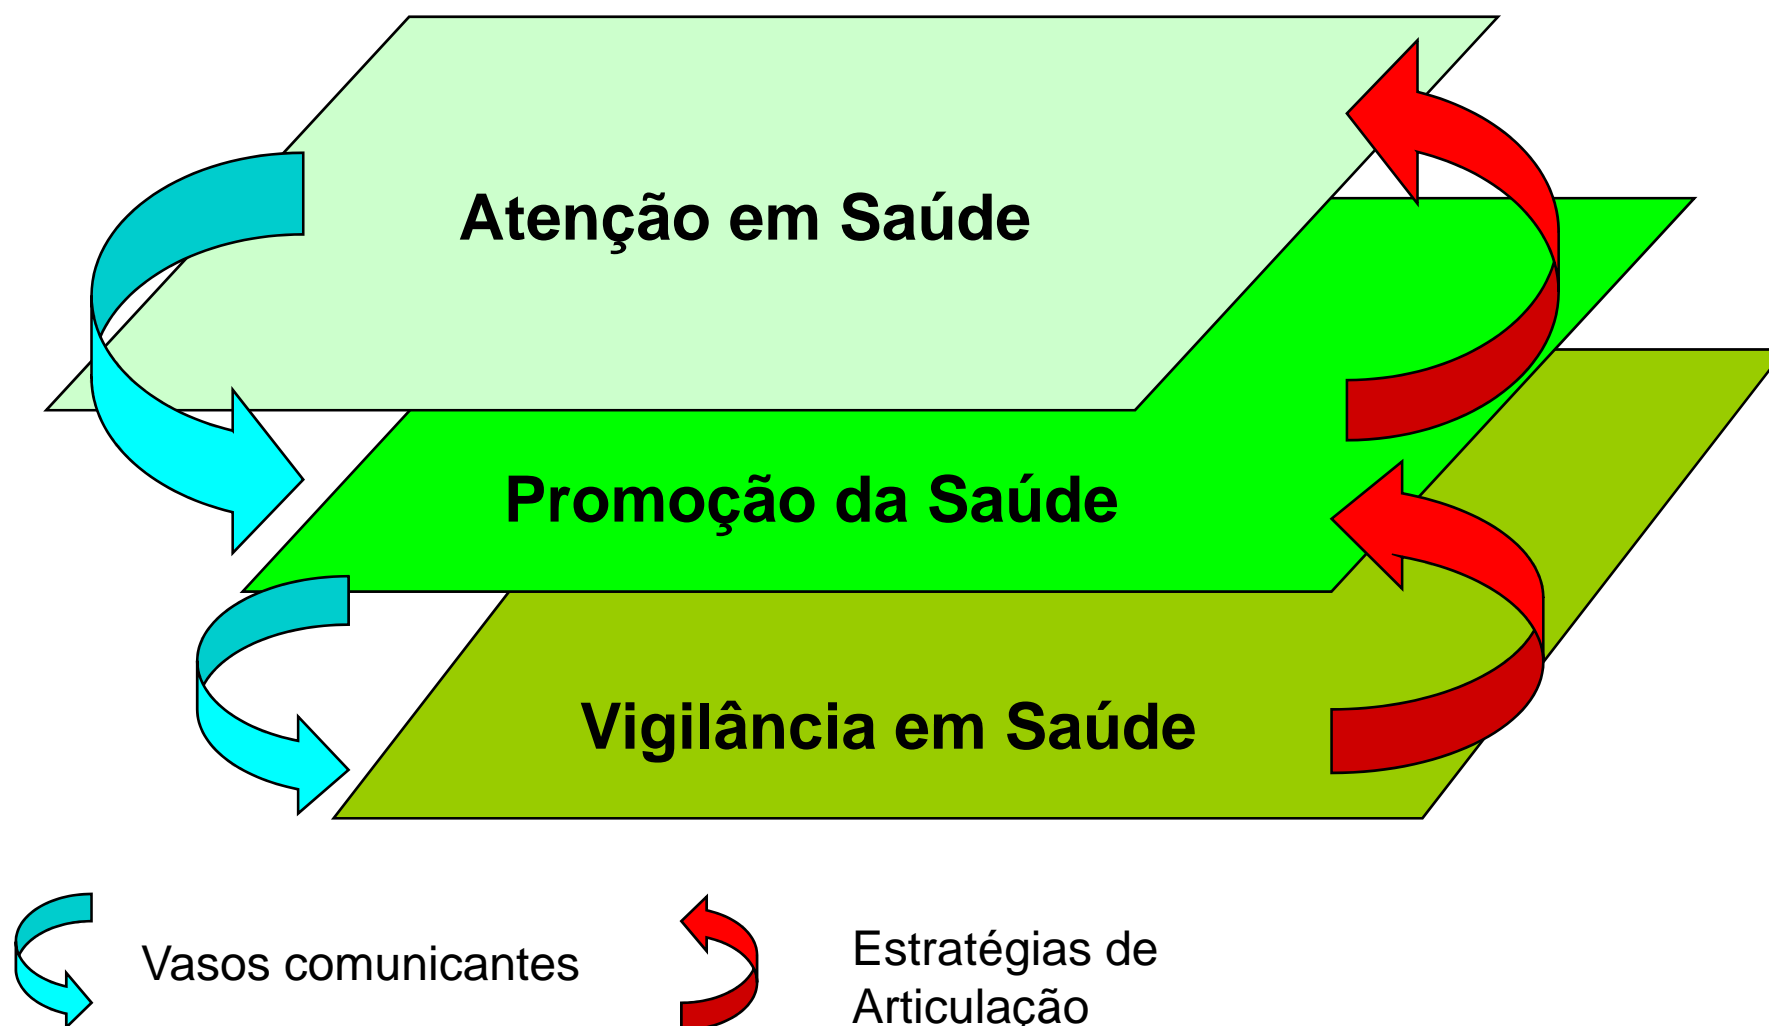 Atenção em Saúde
Promoção da Saúde
Vigilância em Saúde
Vasos comunicantes
Estratégias de
Articulação